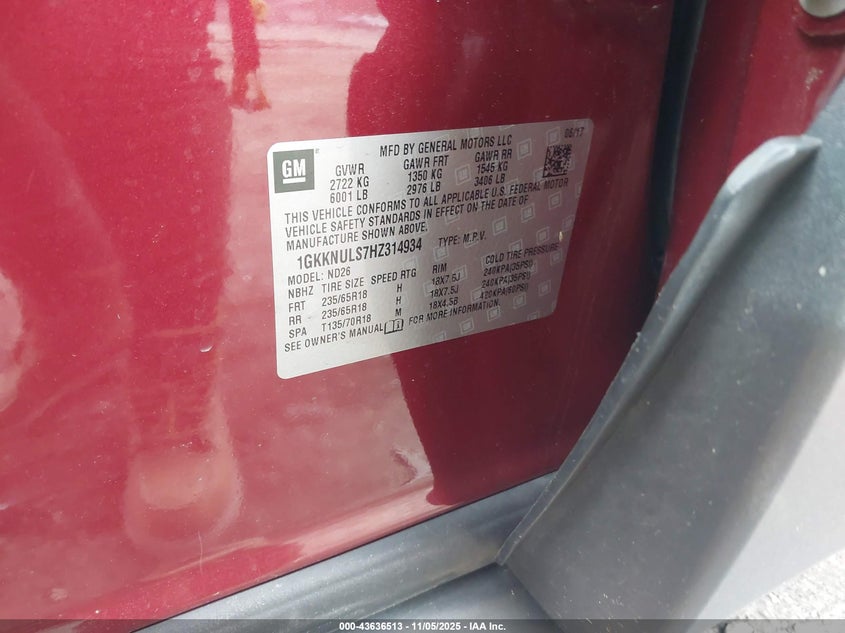 GM
MFD BY GENERAL MOTORS LLC 06/17
GVWR GAWR FRT GAWR RR
2722 KG 1350 KG 1545 KG
6001 LB 2976 LB 3406 LB
THIS VEHICLE CONFORMS TO ALL APPLICABLE U.S. FEDERAL MOTOR
VEHICLE SAFETY STANDARDS IN EFFECT ON THE DATE OF
MANUFACTURE SHOWN ABOVE.
1GKKNULS7HZ314934 TYPE: M.P.V.
MODEL: ND26
NBHZ TIRE SIZE SPEED RTG RIM COLD TIRE PRESSURE
FRT 235/65R18 H 18X7.5J 240KPA(35PSI)
RR 235/65R18 H 18X7.5J 240KPA(35PSI)
SPA T135/70R18 M 18X4.5B 420KPA(60PSI)
SEE OWNER'S MANUAL FOR MORE INFORMATION.
000-43636513 - 11/05/2025 - IAA Inc.